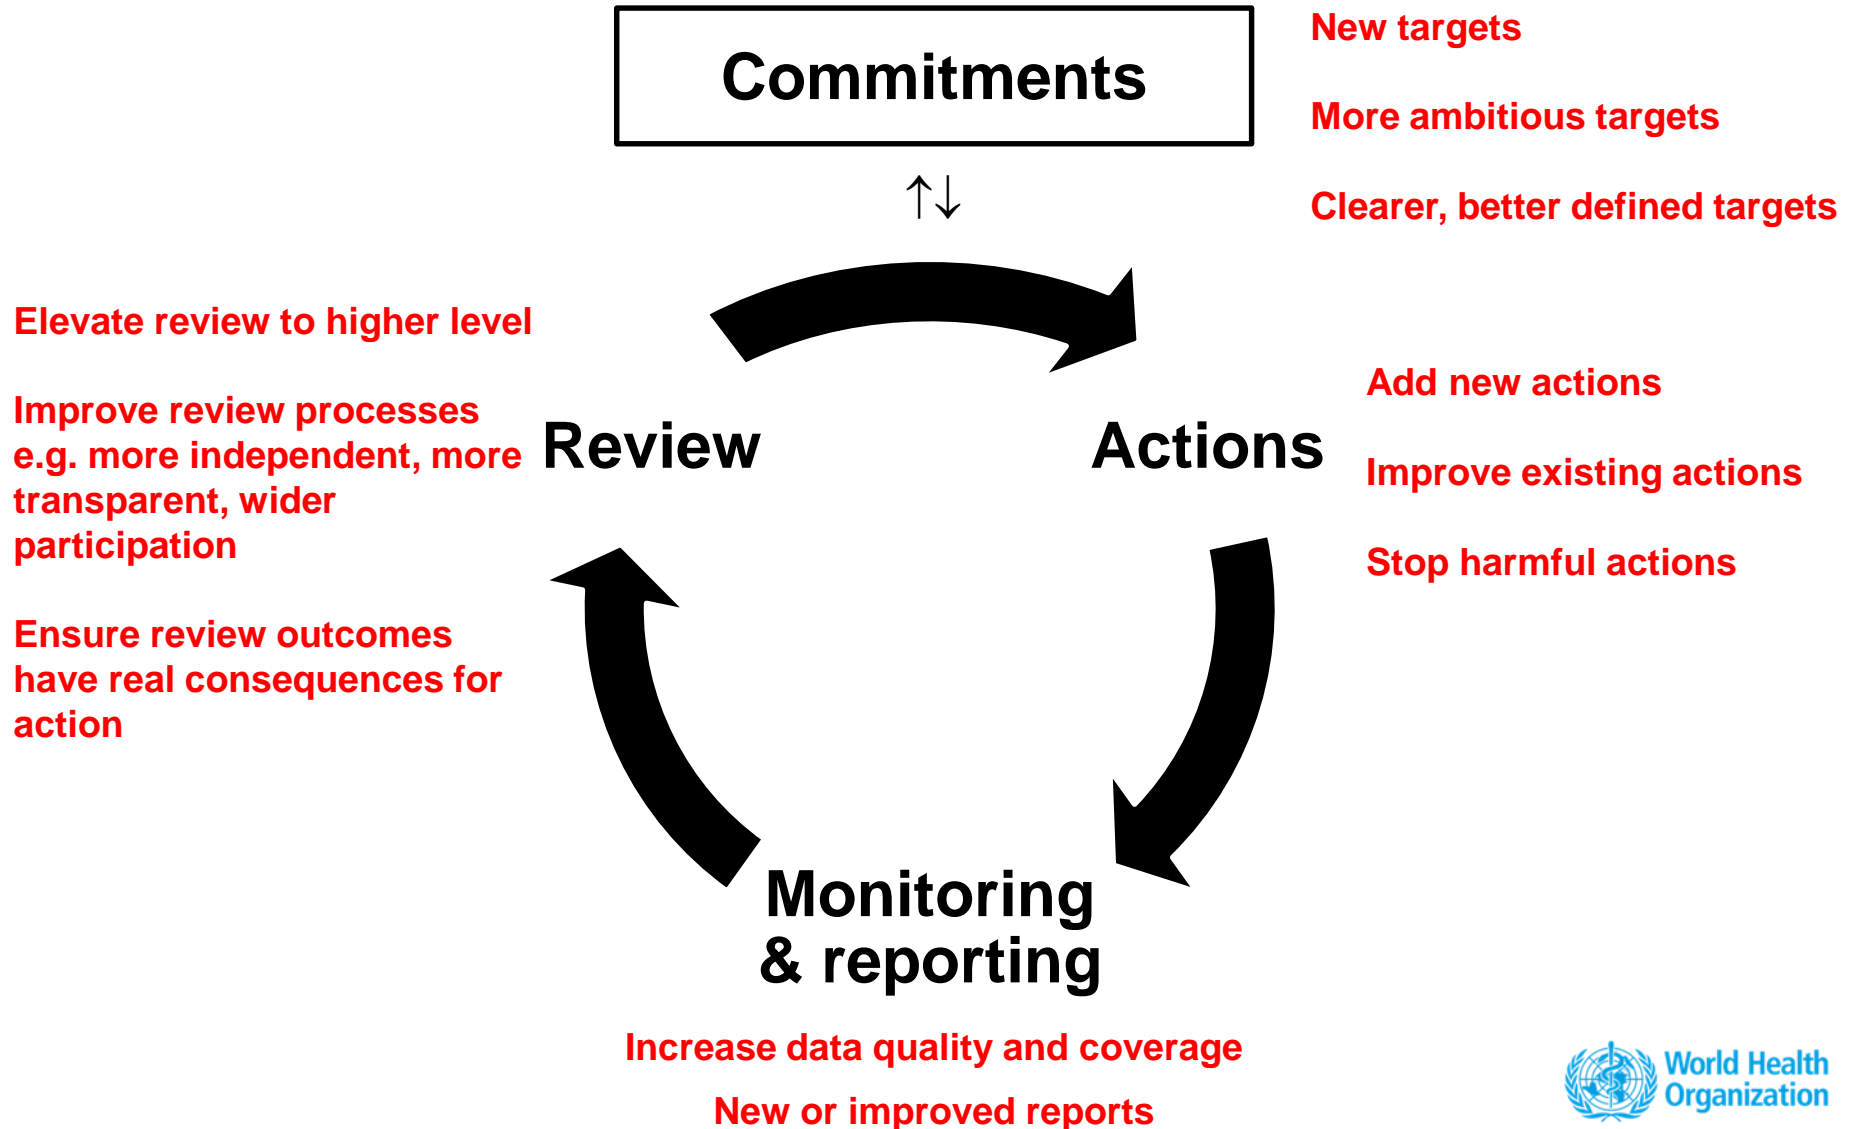 Commitments
New targets
More ambitious targets
Clearer, better defined targets
↑↓
Elevate review to higher level
Improve review processes
e.g. more independent, more
transparent, wider
participation
Ensure review outcomes
have real consequences for
action
Review
Actions
Add new actions
Improve existing actions
Stop harmful actions
Monitoring
& reporting
Increase data quality and coverage
New or improved reports
World Health
Organization